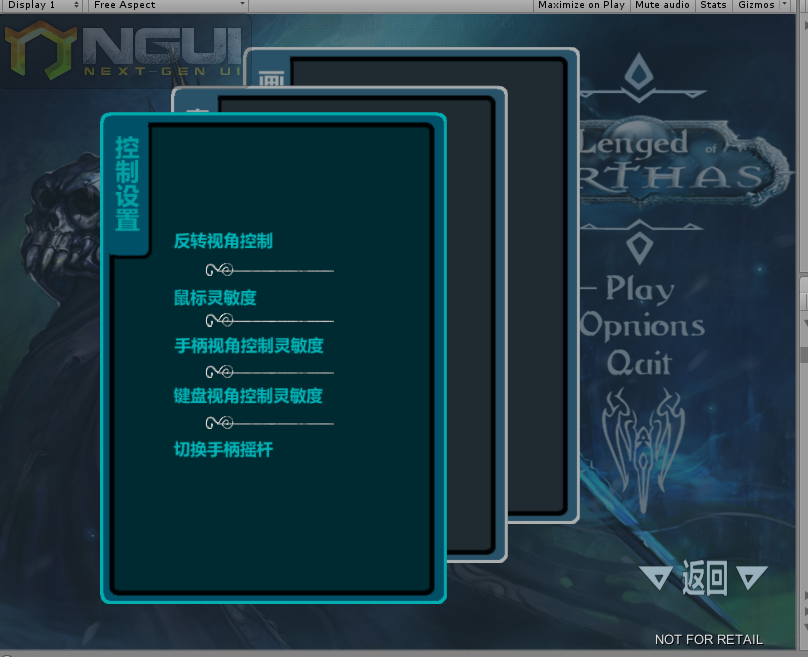 Display 1
Free Aspect
Maximize on Play
Mute audio
Stats
Gizmos
NGUI
NEXT-GEN UI
画
控制设置
反转视角控制
鼠标灵敏度
手柄视角控制灵敏度
键盘视角控制灵敏度
切换手柄摇杆
Lenged of
RTHAS
Play
Opnions
Quit
返回
NOT FOR RETAIL